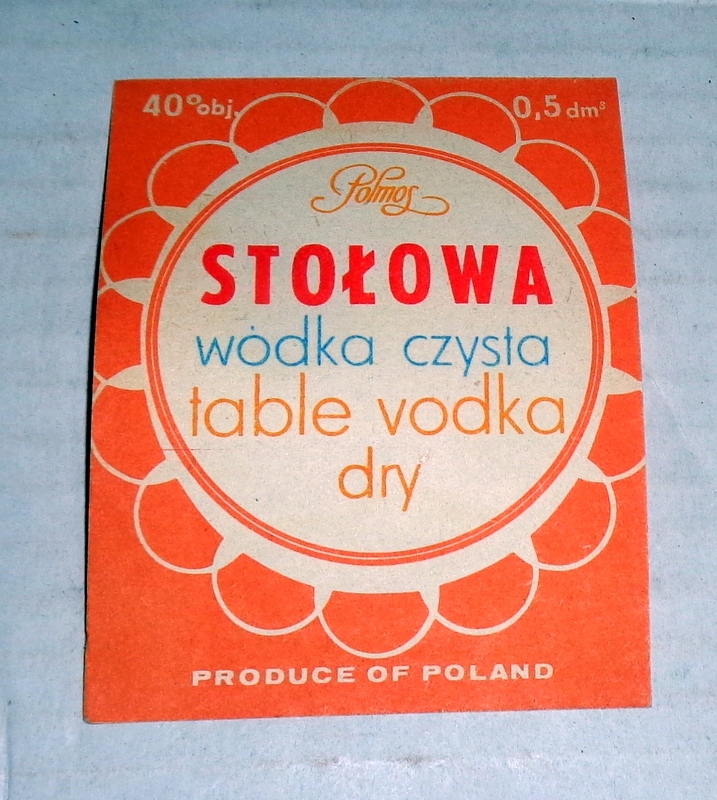 40° obj. 0,5 dm³
Polmos
STOŁOWA
wódka czysta
table vodka
dry
PRODUCE OF POLAND